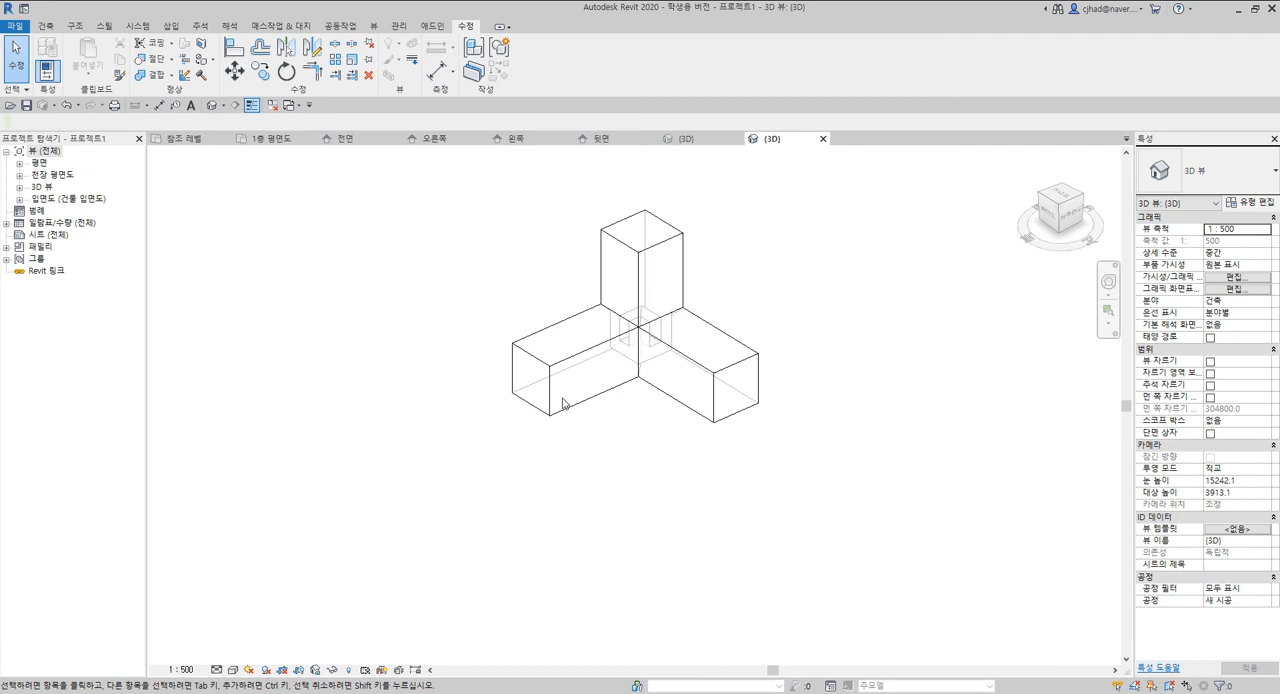 Autodesk Revit 2020 - 학생용 버전 - 프로젝트1 - 3D 뷰: {3D}
cjhad@naver....
파일 건축 구조 스틸 시스템 삽입 주석 해석 매스작업 & 대지 공동작업 뷰 관리 애드인 수정
수정
붙여넣기
코핑
절단
결합
선택 특성 클립보드 형상 수정 뷰 측정 작성
프로젝트 탐색기 - 프로젝트1
참조 레벨 1층 평면도 전면 오른쪽 왼쪽 뒷면 {3D} {3D}
뷰 (전체)
평면
천장 평면도
3D 뷰
입면도 (건물 입면도)
범례
일람표/수량 (전체)
시트 (전체)
패밀리
그룹
Revit 링크
특성
3D 뷰
3D 뷰: {3D} 유형 편집
그래픽
뷰 축척 1 : 500
축척 값 1: 500
상세 수준 중간
부품 가시성 원본 표시
가시성/그래픽 ... 편집...
그래픽 화면표... 편집...
분야 건축
은선 표시 분야별
기본 해석 화면... 없음
태양 경로
범위
뷰 자르기
자르기 영역 보...
주석 자르기
먼 쪽 자르기 ...
먼 쪽 자르기 ... 304800.0
스코프 박스 없음
단면 상자
카메라
잠긴 방향
투영 모드 직교
눈 높이 15242.1
대상 높이 3913.1
카메라 위치 조정
ID 데이터
뷰 템플릿 <없음>
뷰 이름 {3D}
의존성 독립적
시트의 제목
공정
공정 필터 모두 표시
공정 새 시공
특성 도움말 적용
1 : 500
선택하려면 항목을 클릭하고, 다른 항목을 선택하려면 Tab 키, 추가하려면 Ctrl 키, 선택 취소하려면 Shift 키를 누르십시오.
:0 주모델 :0